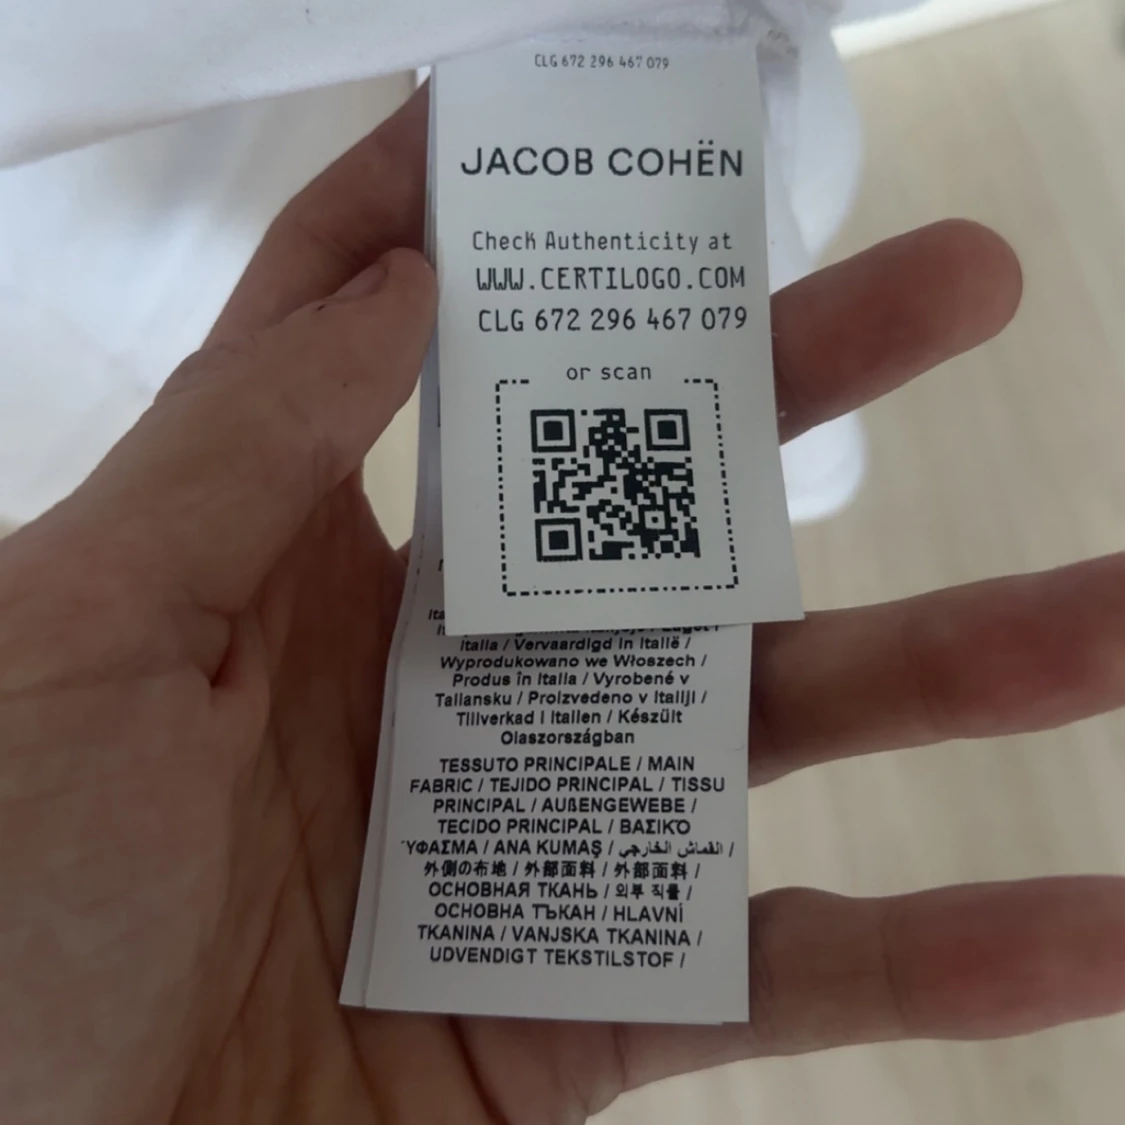 CLG 672 296 467 079
JACOB COHËN
Check Authenticity at
WWW.CERTILOGO.COM
CLG 672 296 467 079
or scan
Italia / Vervaardigd in Italië /
Wyprodukowano we Włoszech /
Produs în Italia / Vyrobené v
Taliansku / Proizvedeno v Italiji /
Tillverkad i Italien / Készült
Olaszországban
TESSUTO PRINCIPALE / MAIN
FABRIC / TEJIDO PRINCIPAL / TISSU
PRINCIPAL / AUßENGEWEBE /
TECIDO PRINCIPAL / ΒΑΣΙΚΌ
ΎΦΑΣΜΑ / ANA KUMAŞ / القماش الخارجي /
外側の布地 / 外部面料 / 外部面料 /
ОСНОВНАЯ ТКАНЬ / 외부 직물 /
ОСНОВНА ТЪКАН / HLAVNÍ
TKANINA / VANJSKA TKANINA /
UDVENDIGT TEKSTILSTOF /